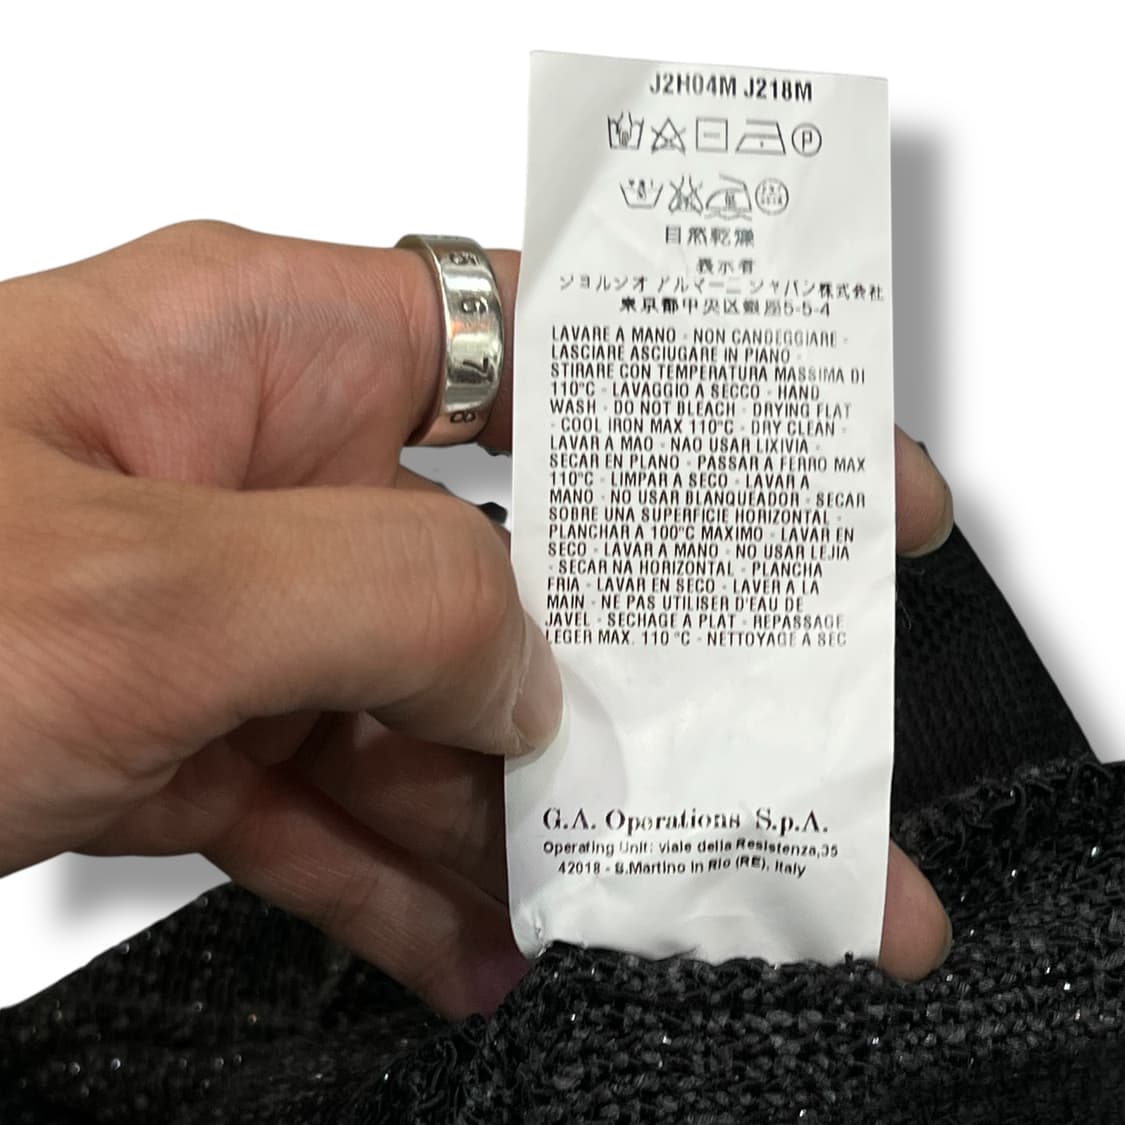 J2H04M J218M
P
自然乾燥
表示者
ジョルジオ アルマーニ ジャパン株式会社
東京都中央区銀座5-5-4
LAVARE A MANO - NON CANDEGGIARE -
LASCIARE ASCIUGARE IN PIANO -
STIRARE CON TEMPERATURA MASSIMA DI
110°C - LAVAGGIO A SECCO - HAND
WASH - DO NOT BLEACH - DRYING FLAT
- COOL IRON MAX 110°C - DRY CLEAN -
LAVAR A MAO - NAO USAR LIXIVIA -
SECAR EN PLANO - PASSAR A FERRO MAX
110°C - LIMPAR A SECO - LAVAR A
MANO - NO USAR BLANQUEADOR - SECAR
SOBRE UNA SUPERFICIE HORIZONTAL -
PLANCHAR A 100°C MAXIMO - LAVAR EN
SECO - LAVAR A MANO - NO USAR LEJIA
- SECAR NA HORIZONTAL - PLANCHA
FRIA - LAVAR EN SECO - LAVER A LA
MAIN - NE PAS UTILISER D'EAU DE
JAVEL - SECHAGE A PLAT - REPASSAGE
LEGER MAX. 110 °C - NETTOYAGE A SEC
G.A. Operations S.p.A.
Operating Unit: viale della Resistenza,35
42018 - S.Martino in Rio (RE), Italy
5 6 7 8